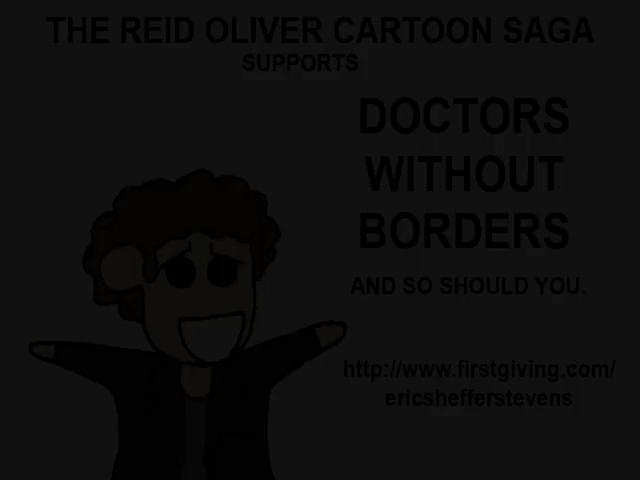 THE REID OLIVER CARTOON SAGA
SUPPORTS
DOCTORS
WITHOUT
BORDERS
AND SO SHOULD YOU.
http://www.firstgiving.com/
ericshefferstevens